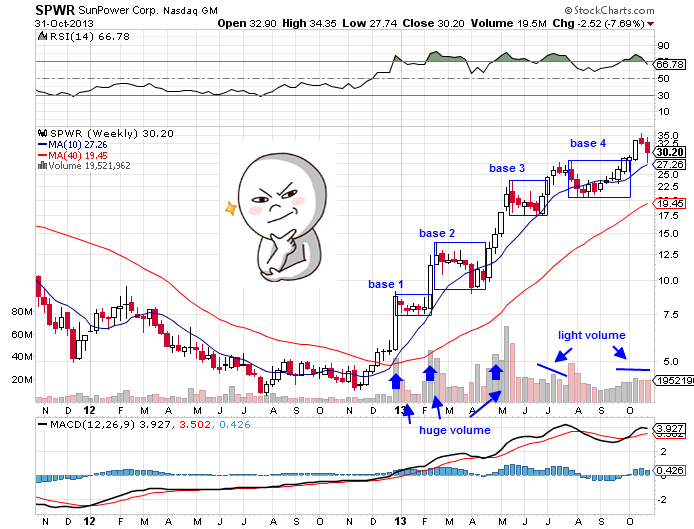 SPWR SunPower Corp. Nasdaq GM © StockCharts.com
31-Oct-2013 Open 32.90 High 34.35 Low 27.74 Close 30.20 Volume 19.5M Chg -2.52 (-7.69%)
RSI(14) 66.78
90
70
66.78
50
30
10
SPWR (Weekly) 30.20
MA(10) 27.26
MA(40) 19.45
Volume 19,521,962
35.0
30.20
27.26
25.0
22.5
20.0
19.45
17.5
15.0
12.5
10.0
7.5
5.0
base 4
base 3
base 2
base 1
80M
60M
40M
20M
light volume
1952196
huge volume
N D 12 F M A M J J A S O N D 13 F M A M J J A S O
MACD(12,26,9) 3.927, 3.502, 0.426
3.927
3.502
2
0.426
-2
N D 12 F M A M J J A S O N D 13 F M A M J J A S O